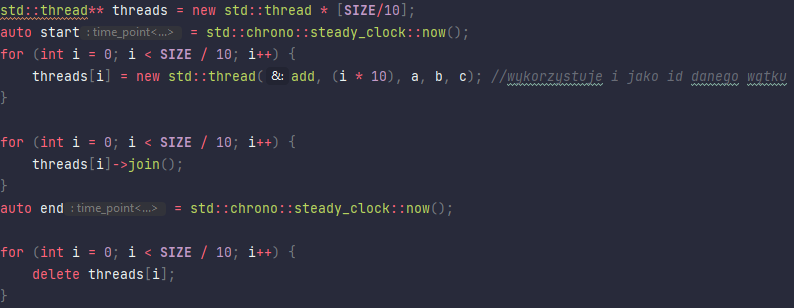 std::thread** threads = new std::thread * [SIZE/10];
auto start : time_point<...> = std::chrono::steady_clock::now();
for (int i = 0; i < SIZE / 10; i++) {
threads[i] = new std::thread( &: add, (i * 10), a, b, c); //wykorzystuje i jako id danego wątku
}
for (int i = 0; i < SIZE / 10; i++) {
threads[i]->join();
}
auto end : time_point<...> = std::chrono::steady_clock::now();
for (int i = 0; i < SIZE / 10; i++) {
delete threads[i];
}